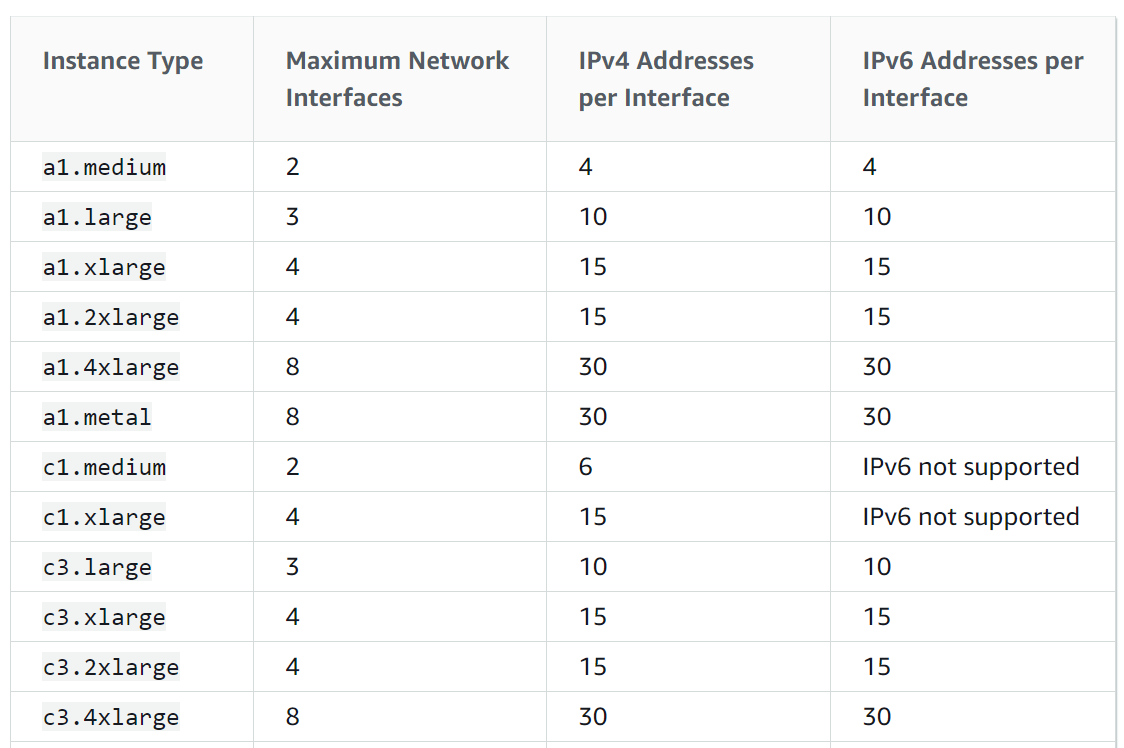 Instance Type Maximum Network Interfaces IPv4 Addresses per Interface IPv6 Addresses per Interface
a1.medium 2 4 4
a1.large 3 10 10
a1.xlarge 4 15 15
a1.2xlarge 4 15 15
a1.4xlarge 8 30 30
a1.metal 8 30 30
c1.medium 2 6 IPv6 not supported
c1.xlarge 4 15 IPv6 not supported
c3.large 3 10 10
c3.xlarge 4 15 15
c3.2xlarge 4 15 15
c3.4xlarge 8 30 30